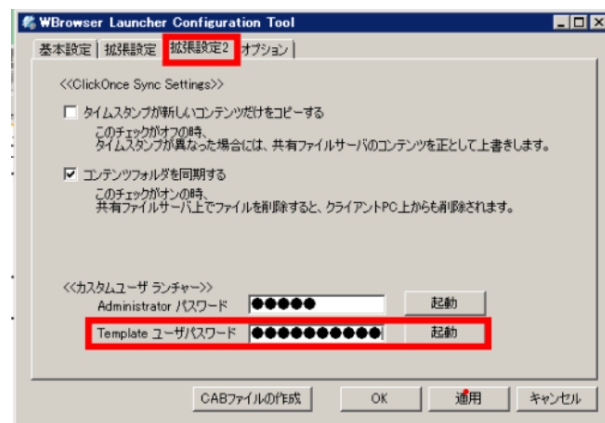 WBrowser Launcher Configuration Tool
基本設定 拡張設定 拡張設定2 オプション
<<ClickOnce Sync Settings>>
タイムスタンプが新しいコンテンツだけをコピーする
このチェックがオフの時、
タイムスタンプが異なった場合には、共有ファイルサーバのコンテンツを正として上書きします。
コンテンツフォルダを同期する
このチェックがオンの時、
共有ファイルサーバ上でファイルを削除すると、クライアントPC上からも削除されます。
<<カスタムユーザ ランチャー>>
Administrator パスワード ●●●●● 起動
Template ユーザパスワード ●●●●●●●●●● 起動
CABファイルの作成 OK 適用 キャンセル